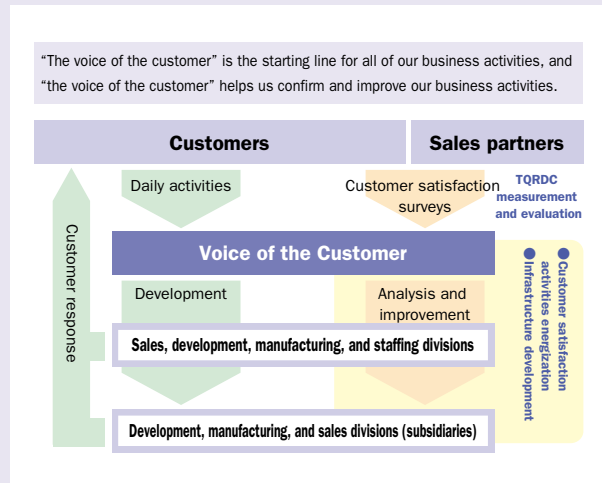 “The voice of the customer” is the starting line for all of our business activities, and
“the voice of the customer” helps us confirm and improve our business activities.
Customers
Sales partners
Daily activities
Customer satisfaction
surveys
TQRDC
measurement
and evaluation
Customer response
Voice of the Customer
Development
Analysis and
improvement
● Customer satisfaction
activities energization
● Infrastructure development
Sales, development, manufacturing, and staffing divisions
Development, manufacturing, and sales divisions (subsidiaries)